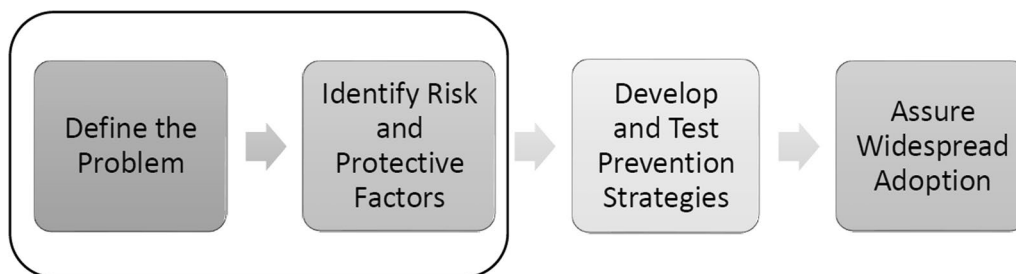 Define the
Problem
Identify Risk
and
Protective
Factors
Develop
and Test
Prevention
Strategies
Assure
Widespread
Adoption